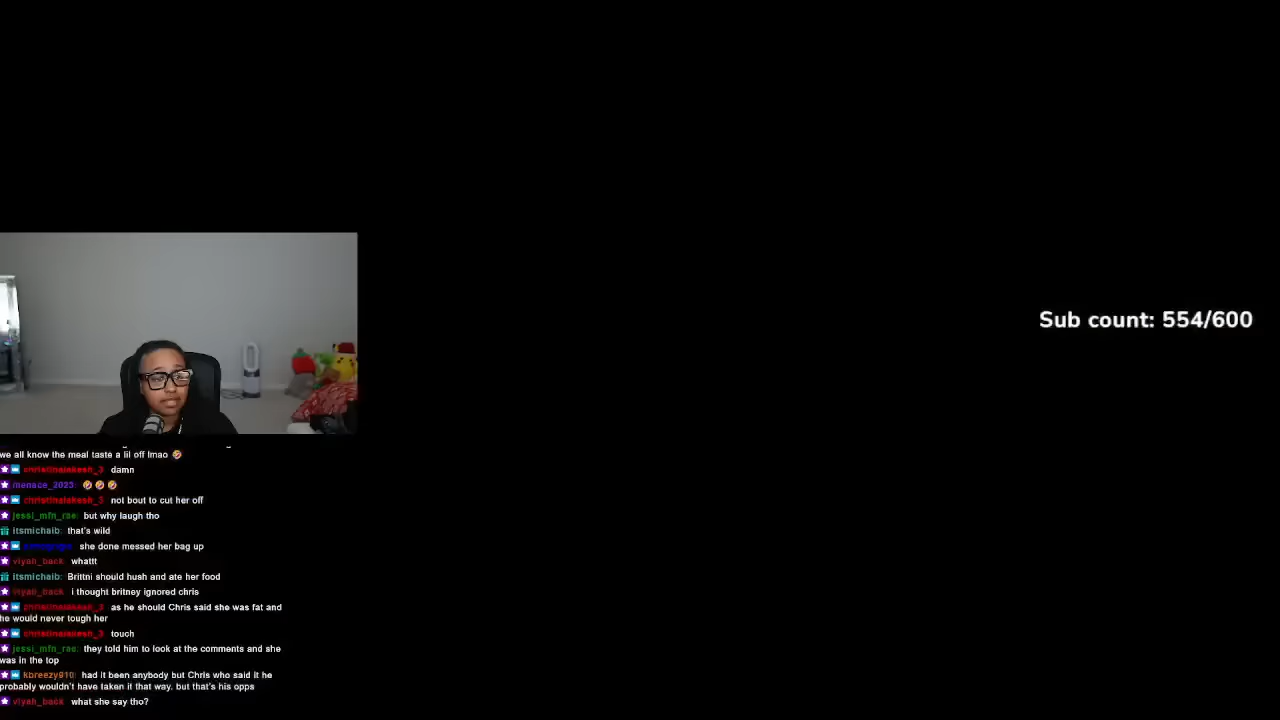 Sub count: 554/600
we all know the meal taste a lil off lmao 🤣
damn
menace_2023: 🤣 🤣 🤣
not bout to cut her off
jessi_mfn_rae: but why laugh tho
itsmichaib: that's wild
she done messed her bag up
viyah_back: whattt
itsmichaib: Brittni should hush and ate her food
viyah_back: i thought britney ignored chris
as he should Chris said she was fat and
he would never tough her
touch
jessi_mfn_rae: they told him to look at the comments and she
was in the top
kbreezy910: had it been anybody but Chris who said it he
probably wouldn't have taken it that way. but that's his opps
viyah_back: what she say tho?